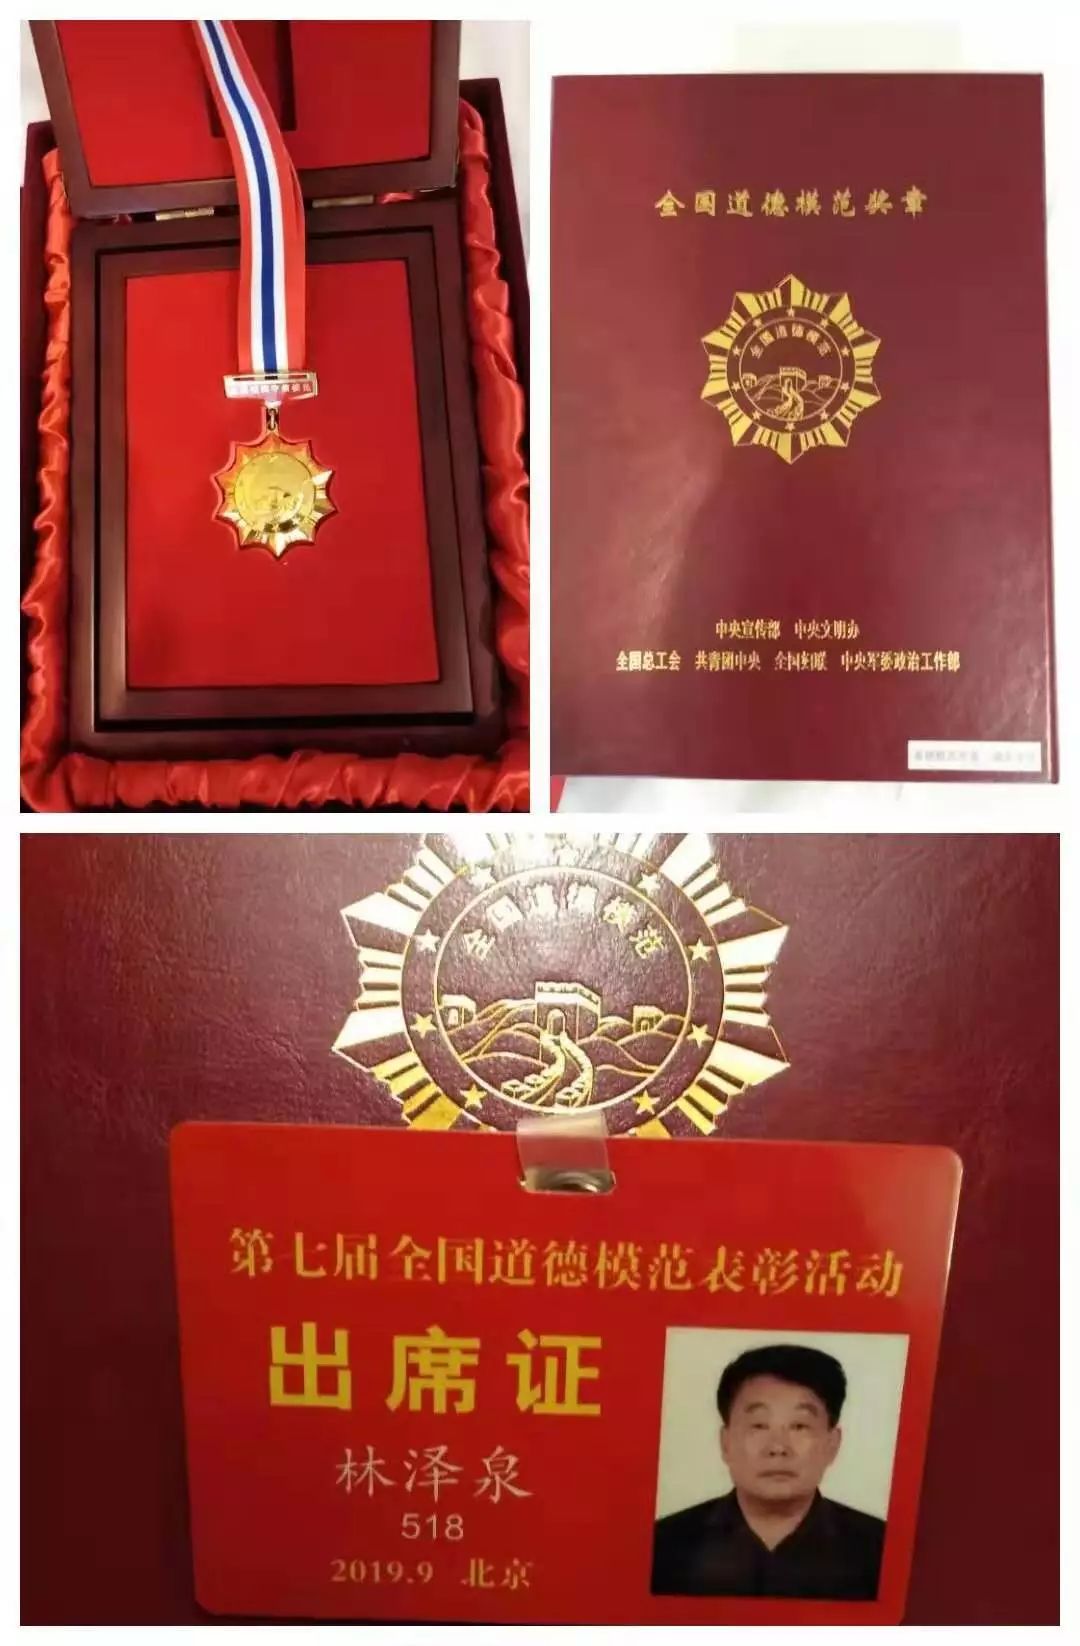 全国道德模范奖章
全国道德模范
中央宣传部 中央文明办
全国总工会 共青团中央 全国妇联 中央军委政治工作部
全国道德模范
第七届全国道德模范表彰活动
出席证
林泽泉
518
2019.9 北京